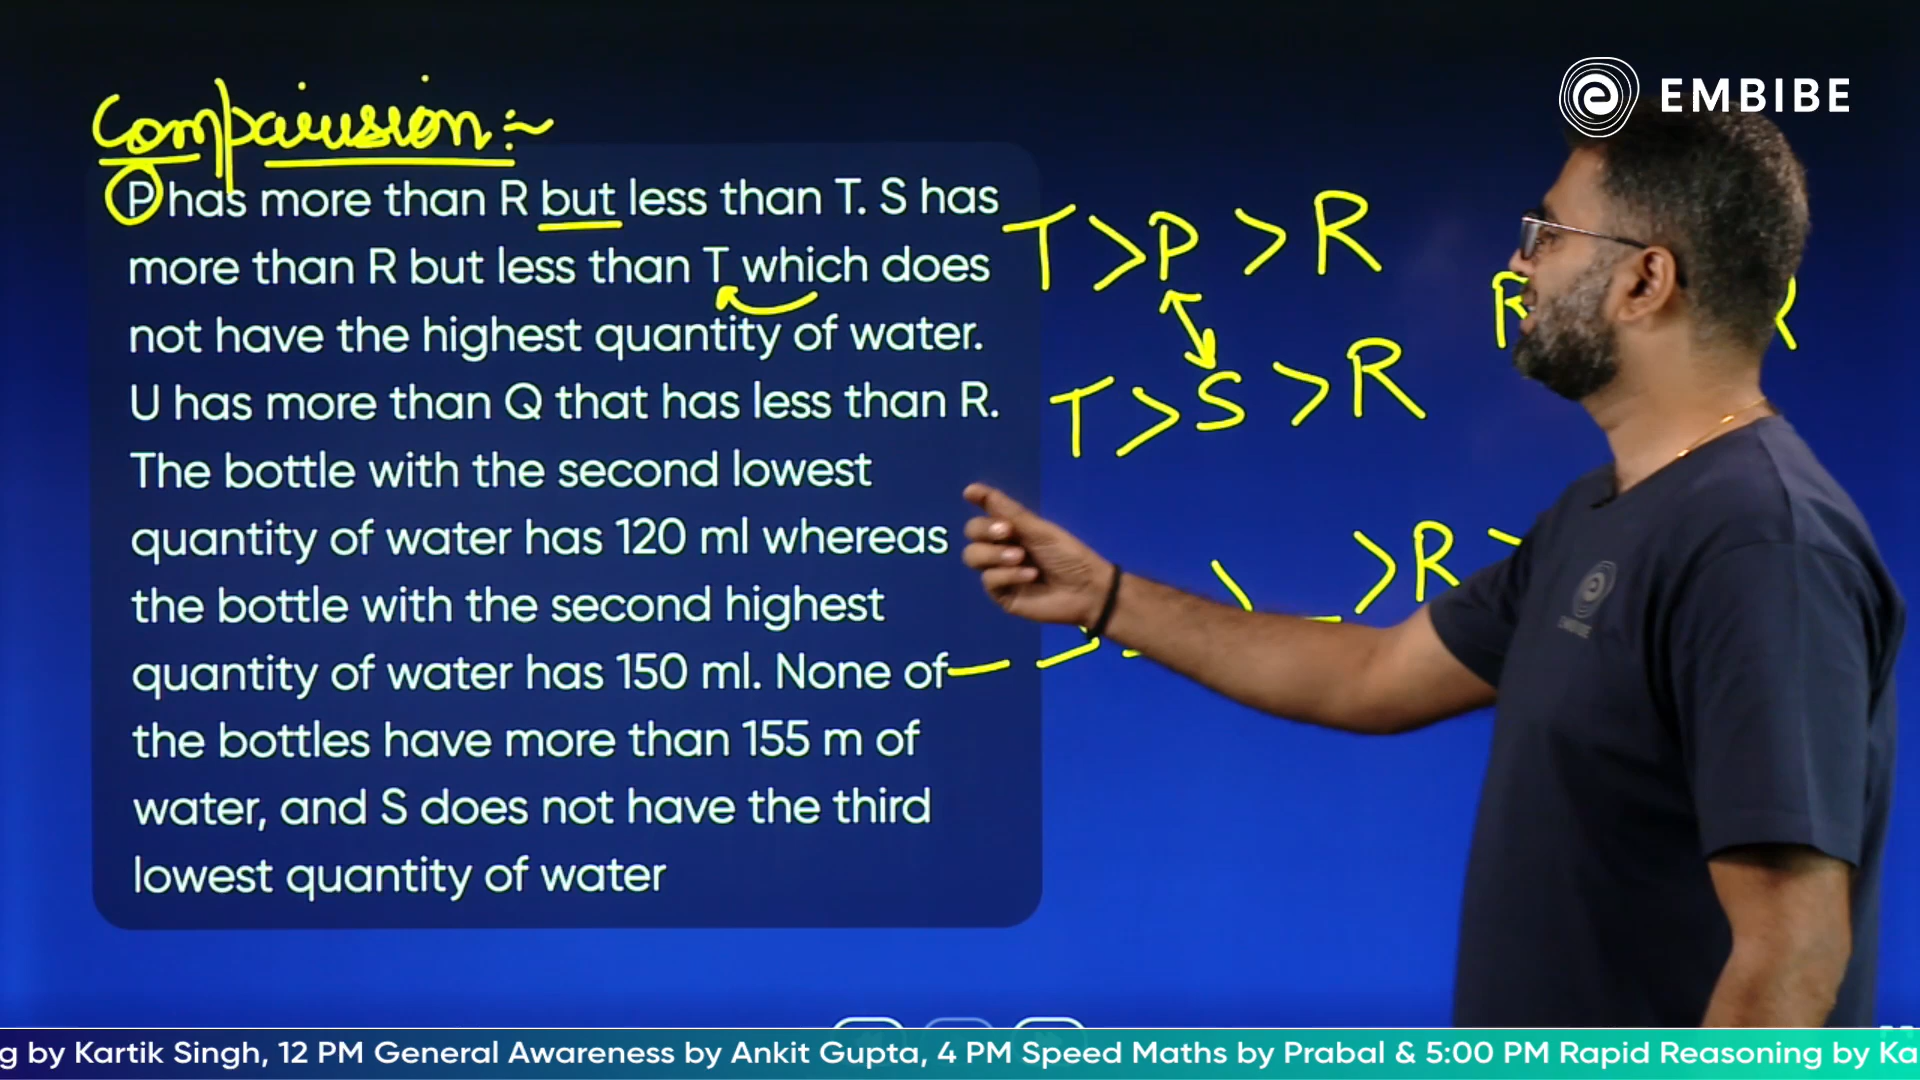 EMBIBE
Comparision :~
P has more than R but less than T. S has
more than R but less than T which does
not have the highest quantity of water.
U has more than Q that has less than R.
The bottle with the second lowest
quantity of water has 120 ml whereas
the bottle with the second highest
quantity of water has 150 ml. None of
the bottles have more than 155 m of
water, and S does not have the third
lowest quantity of water
T > P > R
T > S > R
> R >
EMBIBE
g by Kartik Singh, 12 PM General Awareness by Ankit Gupta, 4 PM Speed Maths by Prabal & 5:00 PM Rapid Reasoning by Ka